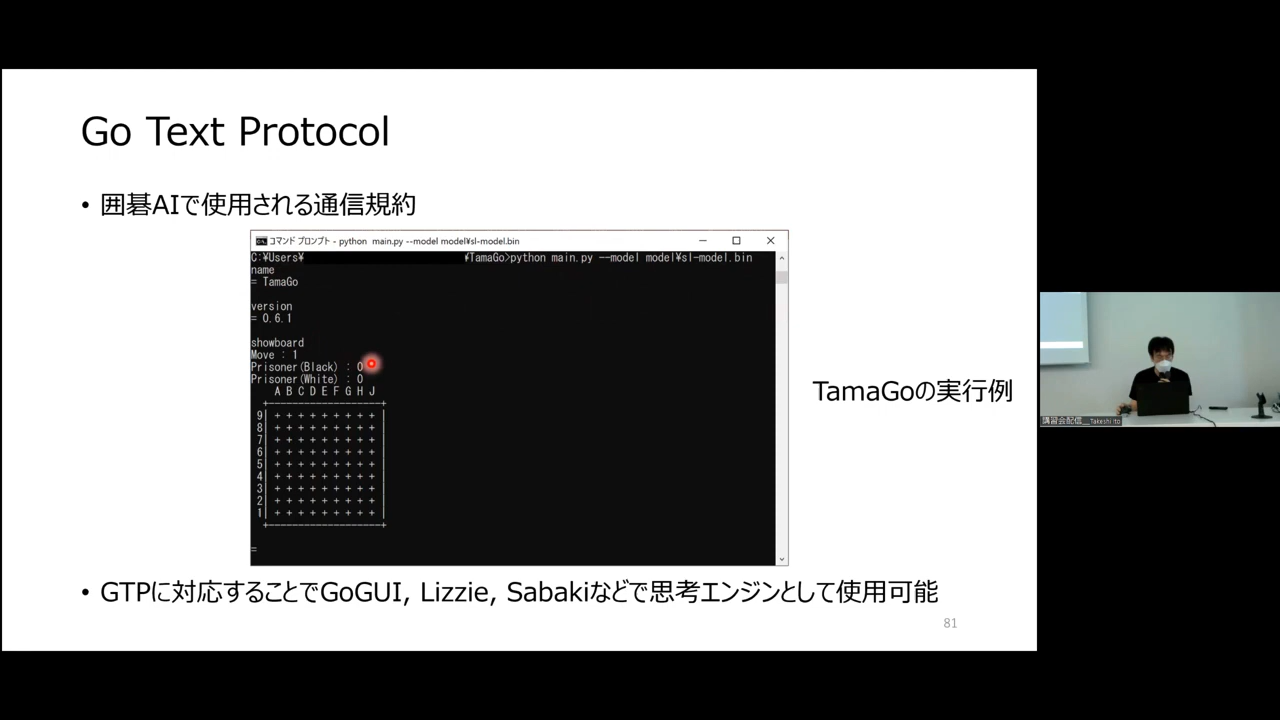 Go Text Protocol
• 囲碁AIで使用される通信規約
コマンド プロンプト - python main.py --model model¥sl-model.bin
C:¥Users¥ ¥TamaGo>python main.py --model model¥sl-model.bin
name
= TamaGo
version
= 0.6.1
showboard
Move : 1
Prisoner(Black) : 0
Prisoner(White) : 0
A B C D E F G H J
+-------------------+
9| + + + + + + + + + |
8| + + + + + + + + + |
7| + + + + + + + + + |
6| + + + + + + + + + |
5| + + + + + + + + + |
4| + + + + + + + + + |
3| + + + + + + + + + |
2| + + + + + + + + + |
1| + + + + + + + + + |
+-------------------+
=
TamaGoの実行例
• GTPに対応することでGoGUI, Lizzie, Sabakiなどで思考エンジンとして使用可能
81
講習会配信__Takeshi Ito